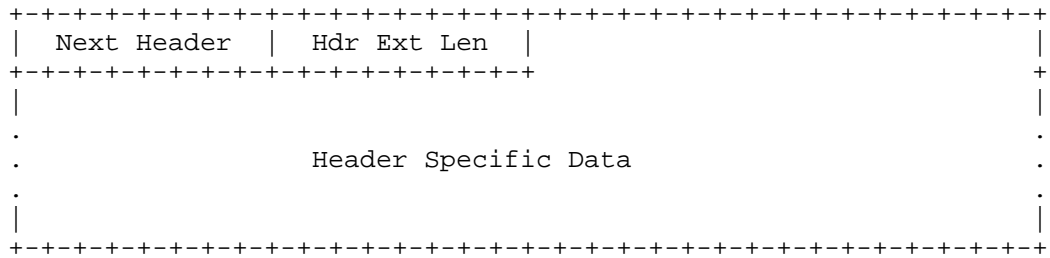 Next Header | Hdr Ext Len
Header Specific Data